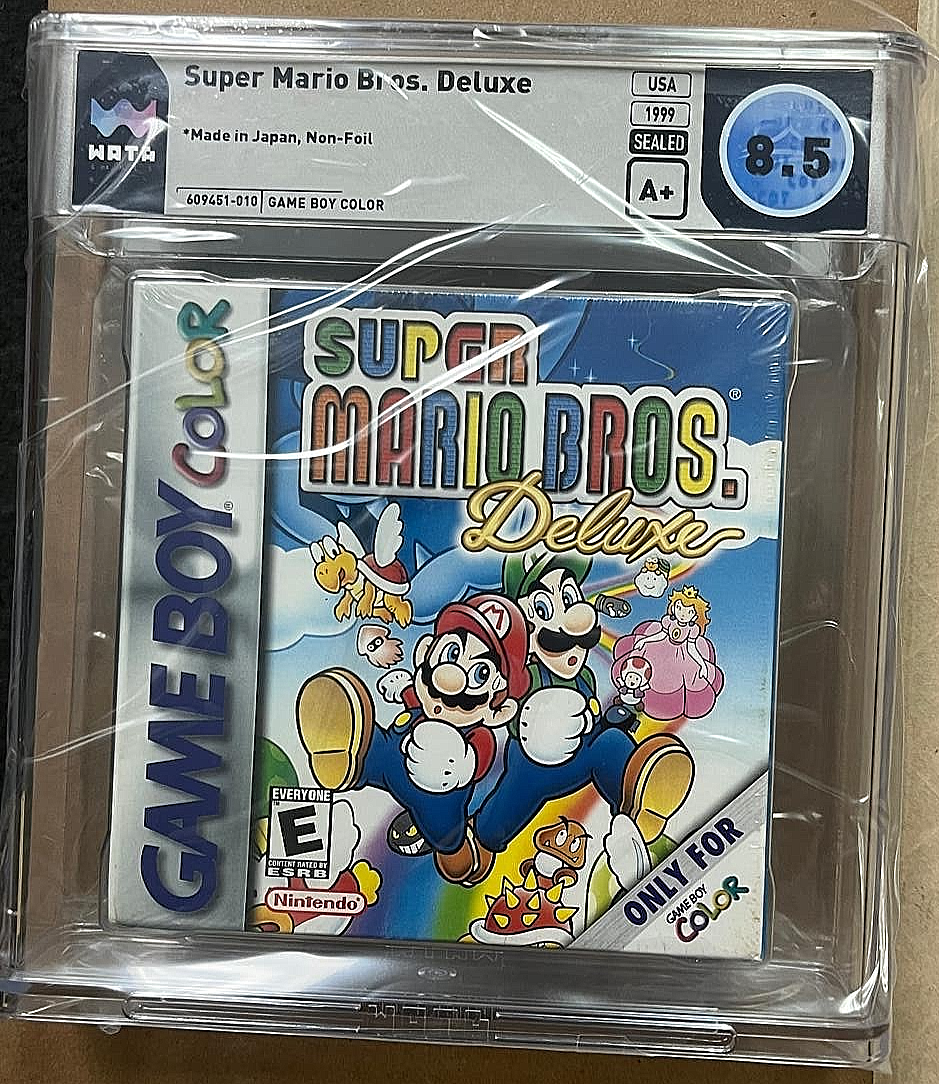 WATA
Super Mario Bros. Deluxe
*Made in Japan, Non-Foil
609451-010 GAME BOY COLOR
USA
1999
SEALED
A+
8.5
GAME BOY COLOR
SUPER
MARIO BROS.®
Deluxe
M
EVERYONE
E
CONTENT RATED BY
ESRB
Nintendo®
ONLY FOR
GAME BOY
COLOR